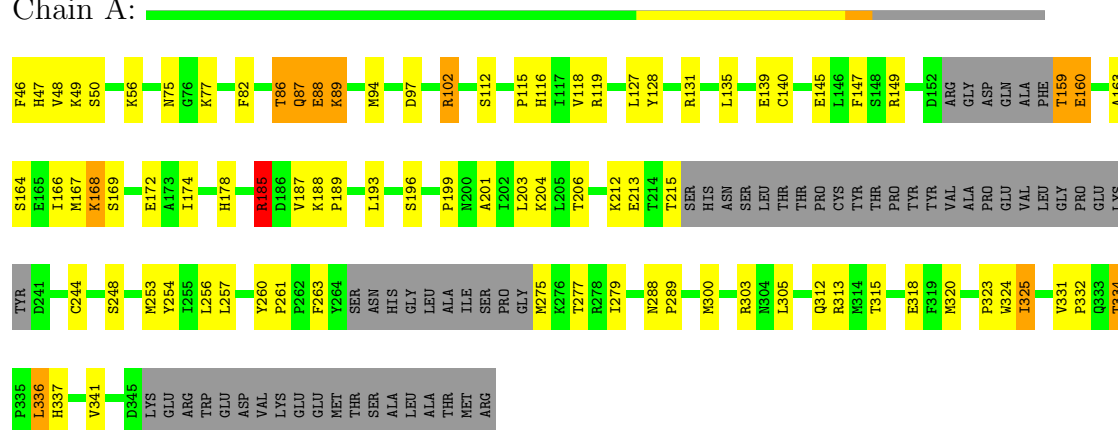 Chain A:
F46 H47 V48 K49 S50 K56 N75 G76 K77 F82 T86 Q87 E88 K89 M94 D97 R102 S112 P115 H116 I117 V118 R119 L127 Y128 R131 L135 E139 C140 E145 L146 F147 S148 R149 D152 ARG GLY ASP GLN ALA PHE T159 E160 A163
S164 E165 I166 M167 K168 S169 E172 A173 I174 H178 R185 D186 V187 K188 P189 L193 S196 P199 N200 A201 I202 L203 K204 L205 T206 K212 E213 T214 T215 SER HIS ASN SER LEU THR THR PRO CYS TYR THR PRO TYR TYR VAL ALA PRO GLU VAL LEU GLY PRO GLU LYS
TYR D241 C244 S248 M253 Y254 I255 L256 L257 Y260 P261 P262 F263 Y264 SER ASN HIS GLY LEU ALA ILE SER PRO GLY M275 K276 T277 R278 I279 N288 P289 M300 R303 N304 L305 Q312 R313 M314 T315 E318 F319 M320 P323 W324 I325 V331 P332 Q333 T334
P335 L336 H337 V341 D345 LYS GLU ARG TRP GLU ASP VAL LYS GLU GLU MET THR SER ALA LEU ALA THR MET ARG